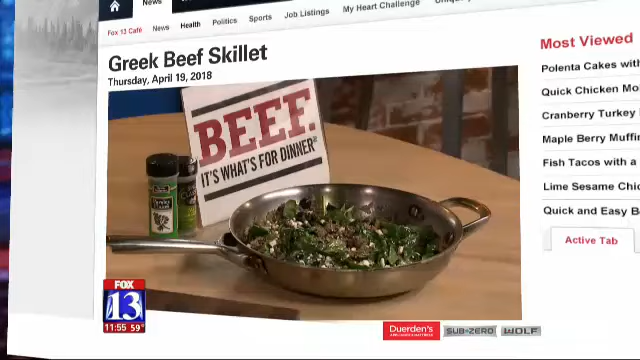 News
Fox 13 Café News Health Politics Sports Job Listings My Heart Challenge
Greek Beef Skillet
Thursday, April 19, 2018
BEEF.
IT'S WHAT'S FOR DINNER®
Most Viewed
Polenta Cakes with
Quick Chicken Mo
Cranberry Turkey
Maple Berry Muffin
Fish Tacos with a
Lime Sesame Chic
Quick and Easy B
Active Tab
FOX
13
11:55 59°
Duerden's
SUB-ZERO WOLF